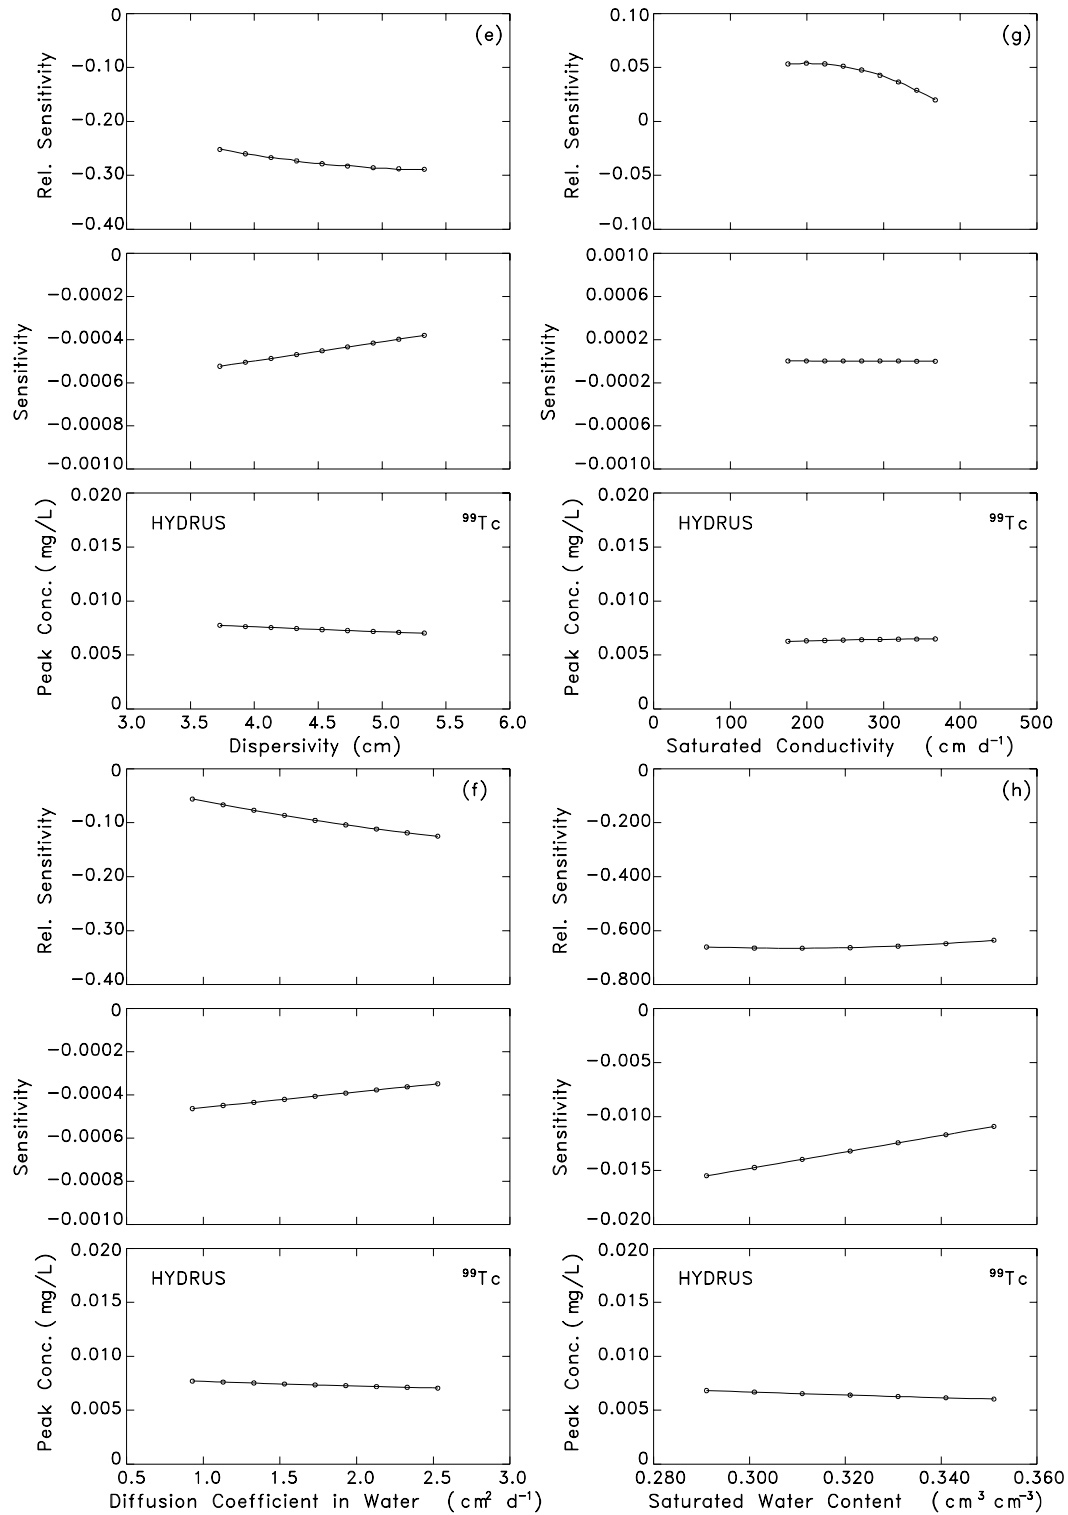 (e)
Rel. Sensitivity
0
−0.10
−0.20
−0.30
−0.40
Sensitivity
0
−0.0002
−0.0004
−0.0006
−0.0008
−0.0010
HYDRUS
⁹⁹Tc
Peak Conc. (mg/L)
0.020
0.015
0.010
0.005
0
3.0 3.5 4.0 4.5 5.0 5.5 6.0
Dispersivity (cm)
(g)
Rel. Sensitivity
0.10
0.05
0
−0.05
−0.10
Sensitivity
0.0010
0.0006
0.0002
−0.0002
−0.0006
−0.0010
HYDRUS
⁹⁹Tc
Peak Conc. (mg/L)
0.020
0.015
0.010
0.005
0
0 100 200 300 400 500
Saturated Conductivity (cm d⁻¹)
(f)
Rel. Sensitivity
0
−0.10
−0.20
−0.30
−0.40
Sensitivity
0
−0.0002
−0.0004
−0.0006
−0.0008
−0.0010
HYDRUS
⁹⁹Tc
Peak Conc. (mg/L)
0.020
0.015
0.010
0.005
0
0.5 1.0 1.5 2.0 2.5 3.0
Diffusion Coefficient in Water (cm² d⁻¹)
(h)
Rel. Sensitivity
0
−0.200
−0.400
−0.600
−0.800
Sensitivity
0
−0.005
−0.010
−0.015
−0.020
HYDRUS
⁹⁹Tc
Peak Conc. (mg/L)
0.020
0.015
0.010
0.005
0
0.280 0.300 0.320 0.340 0.360
Saturated Water Content (cm³ cm⁻³)